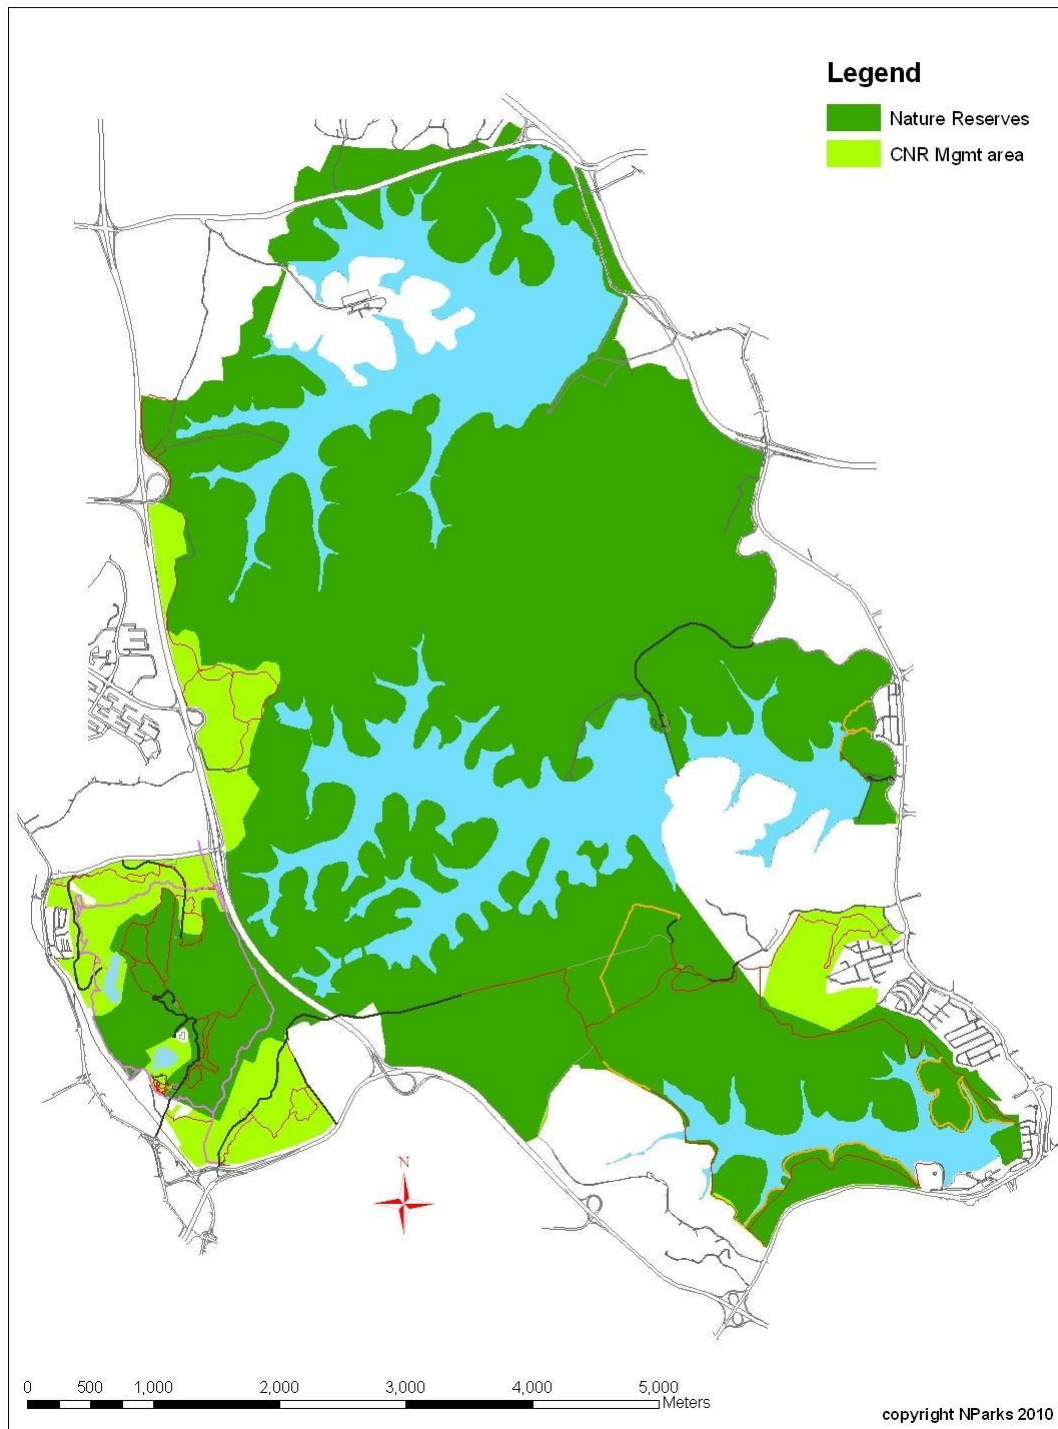 Legend
Nature Reserves
CNR Mgmt area
N
0 500 1,000 2,000 3,000 4,000 5,000
Meters
copyright NParks 2010